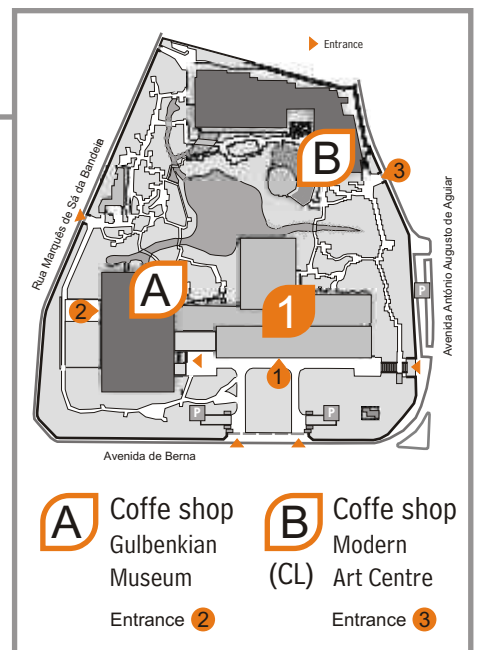 Entrance
B
3
Rua Marquês de Sá da Bandeia
Avenida António Augusto de Aguiar
A
P
2
1
1
P
P
Avenida de Berna
A
Coffe shop
Gulbenkian
Museum
Entrance 2
B
(CL)
Coffe shop
Modern
Art Centre
Entrance 3